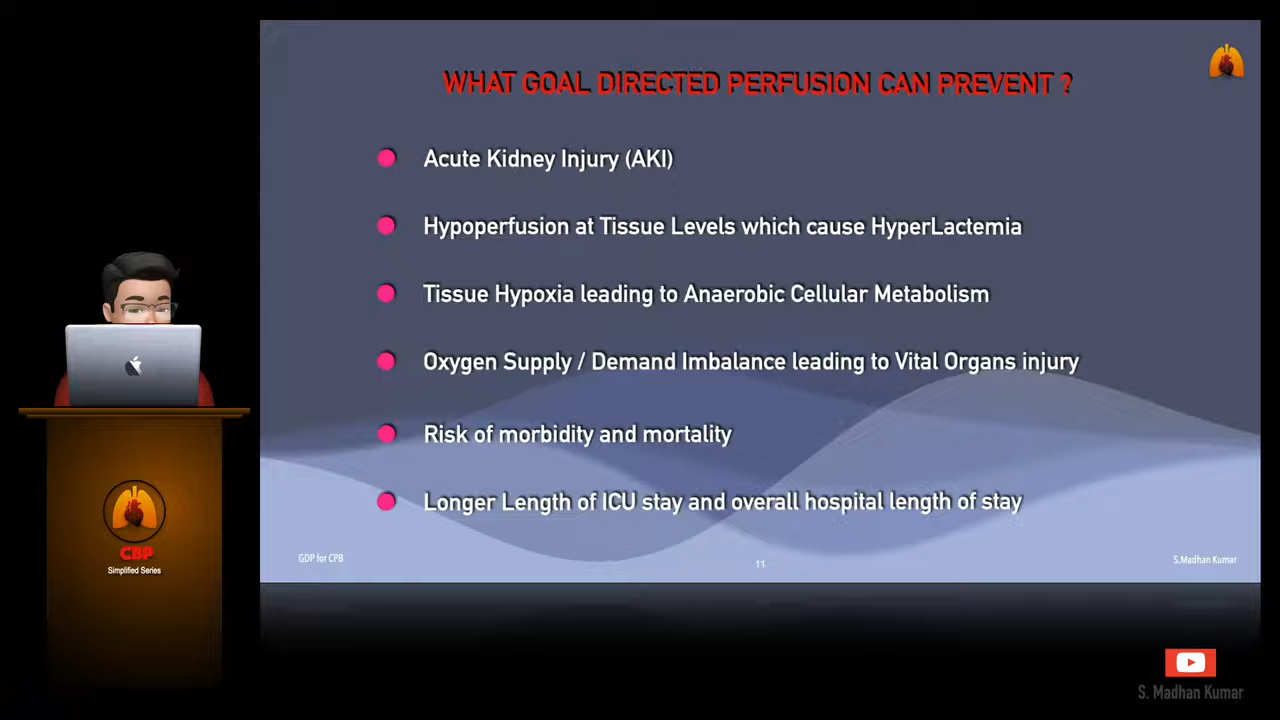 WHAT GOAL DIRECTED PERFUSION CAN PREVENT ?
Acute Kidney Injury (AKI)
Hypoperfusion at Tissue Levels which cause HyperLactemia
Tissue Hypoxia leading to Anaerobic Cellular Metabolism
Oxygen Supply / Demand Imbalance leading to Vital Organs injury
Risk of morbidity and mortality
Longer Length of ICU stay and overall hospital length of stay
GDP for CPB
11
S.Madhan Kumar
CBP
Simplified Series
S. Madhan Kumar